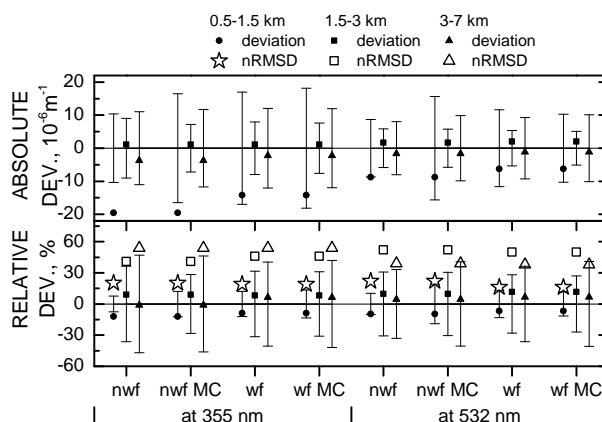 0.5-1.5 km 1.5-3 km 3-7 km
deviation deviation deviation
nRMSD nRMSD nRMSD
ABSOLUTE
DEV., 10⁻⁶m⁻¹
20
10
0
-10
-20
RELATIVE
DEV., %
60
30
0
-30
-60
nwf nwf MC wf wf MC nwf nwf MC wf wf MC
at 355 nm at 532 nm